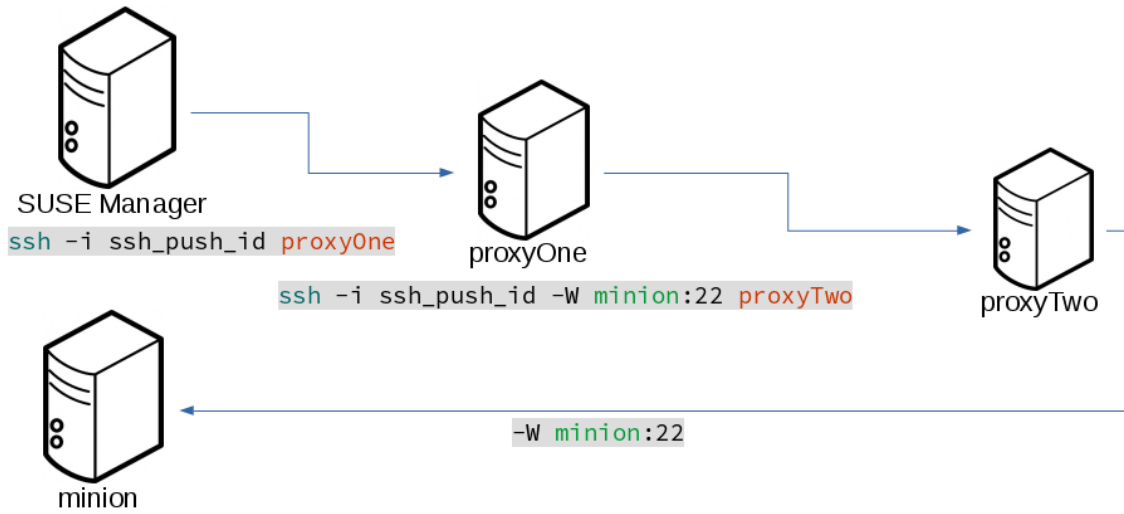 SUSE Manager
ssh -i ssh_push_id proxyOne
proxyOne
ssh -i ssh_push_id -W minion:22 proxyTwo
proxyTwo
-W minion:22
minion